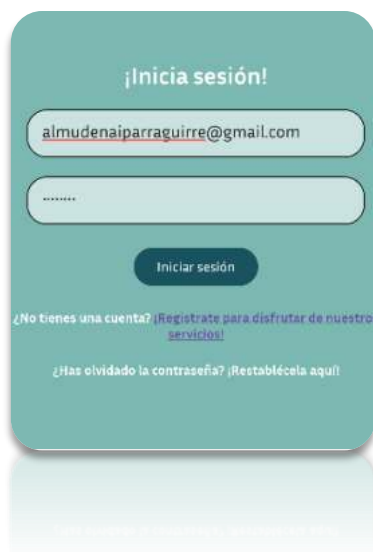 ¡Inicia sesión!
almudenaiparraguirre@gmail.com
........
Iniciar sesión
¿No tienes una cuenta? ¡Regístrate para disfrutar de nuestro
servicios!
¿Has olvidado la contraseña? ¡Restablécela aquí!